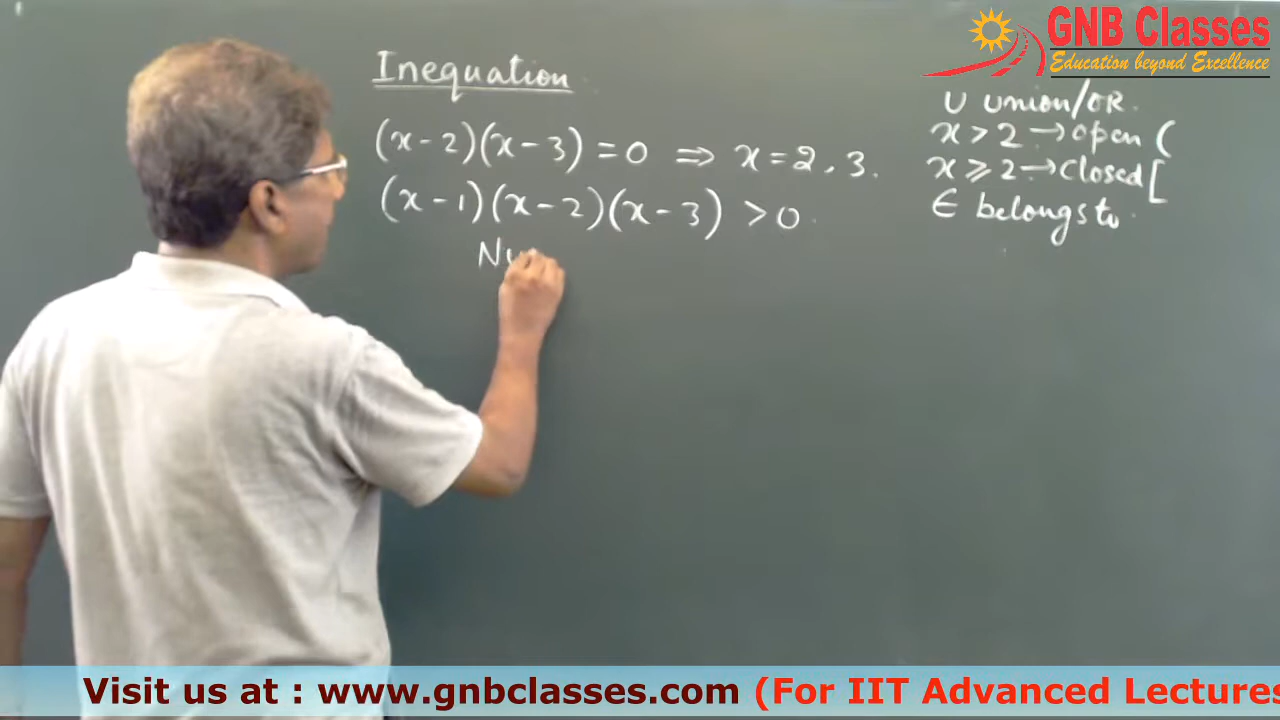 GNB Classes
Education beyond Excellence
Inequation
(x-2)(x-3)=0 ⇒ x=2, 3.
(x-1)(x-2)(x-3) >0.
Nu
∪ union/OR.
x>2 → open (
x⩾2 → closed [
∈ belongs to
Visit us at : www.gnbclasses.com (For IIT Advanced Lectures